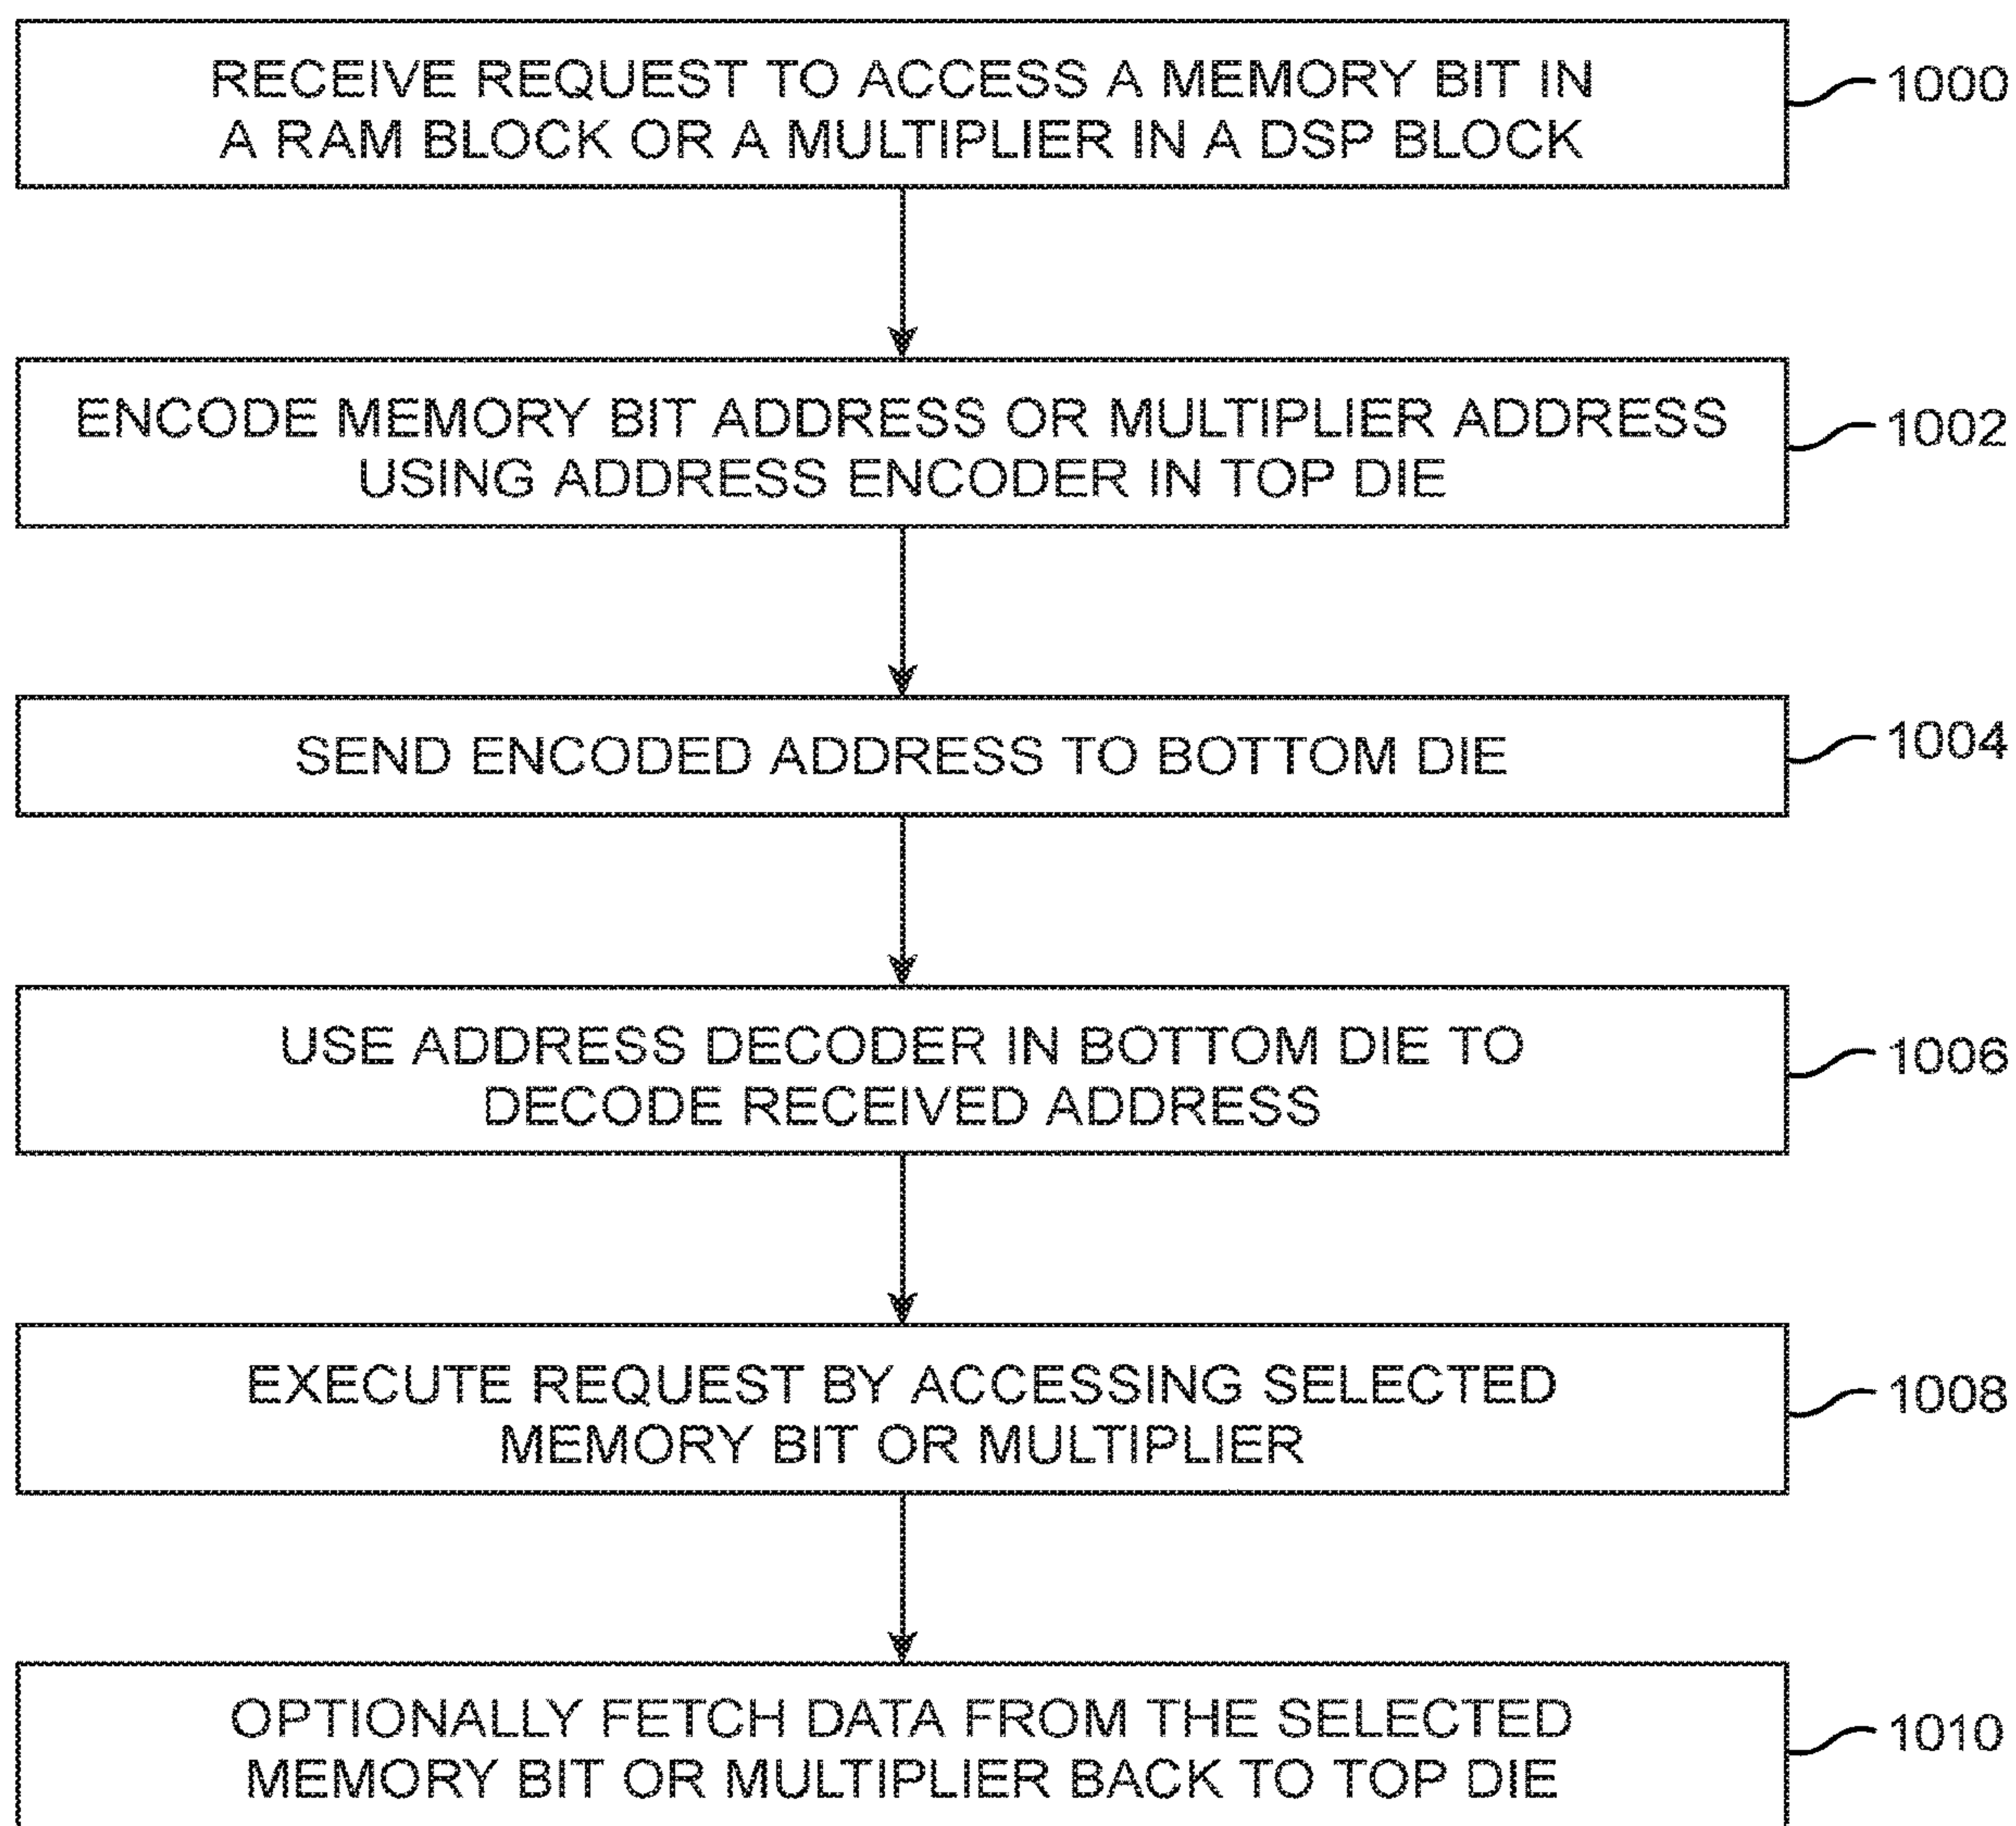 RECEIVE REQUEST TO ACCESS A MEMORY BIT IN
A RAM BLOCK OR A MULTIPLIER IN A DSP BLOCK
1000
ENCODE MEMORY BIT ADDRESS OR MULTIPLIER ADDRESS
USING ADDRESS ENCODER IN TOP DIE
1002
SEND ENCODED ADDRESS TO BOTTOM DIE
1004
USE ADDRESS DECODER IN BOTTOM DIE TO
DECODE RECEIVED ADDRESS
1006
EXECUTE REQUEST BY ACCESSING SELECTED
MEMORY BIT OR MULTIPLIER
1008
OPTIONALLY FETCH DATA FROM THE SELECTED
MEMORY BIT OR MULTIPLIER BACK TO TOP DIE
1010